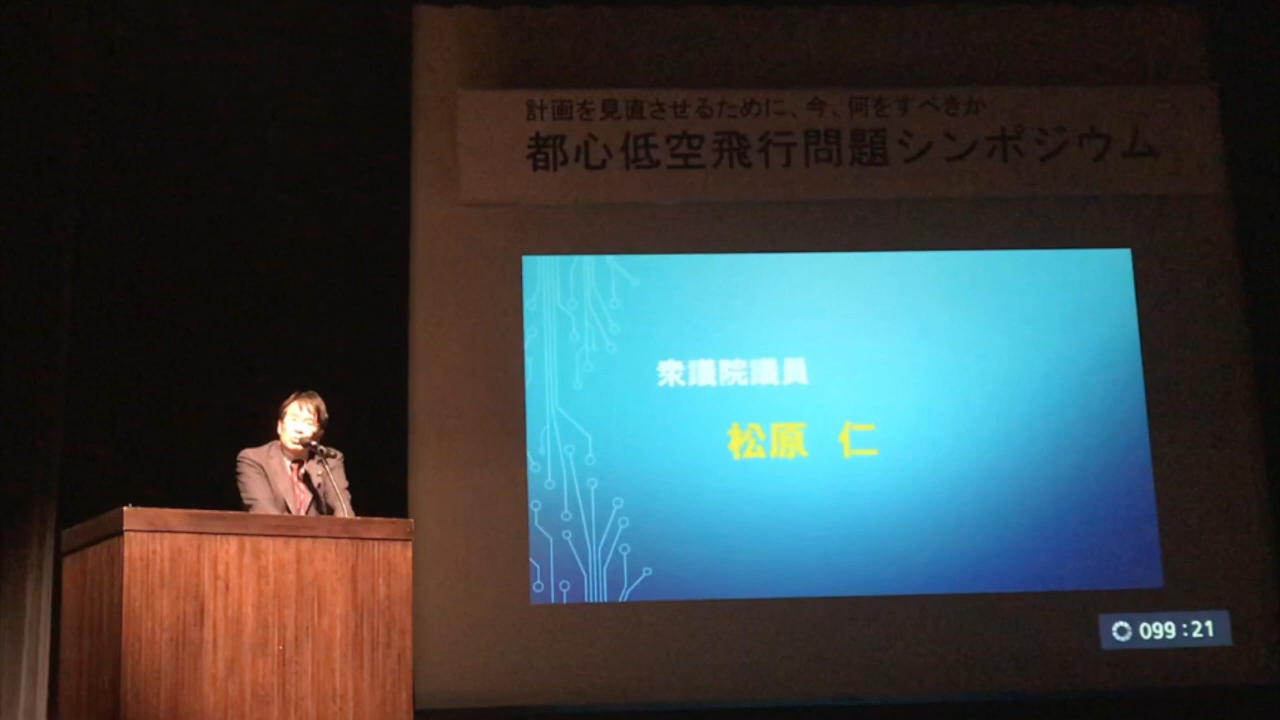 計画を見直させるために、今、何をすべきか
都心低空飛行問題シンポジウム
衆議院議員
松原 仁
099:21